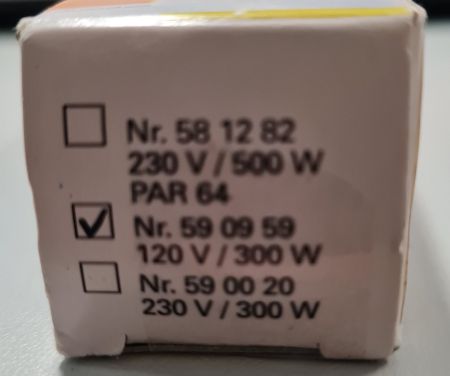 Nr. 58 12 82
230 V / 500 W
PAR 64
Nr. 59 09 59
120 V / 300 W
Nr. 59 00 20
230 V / 300 W